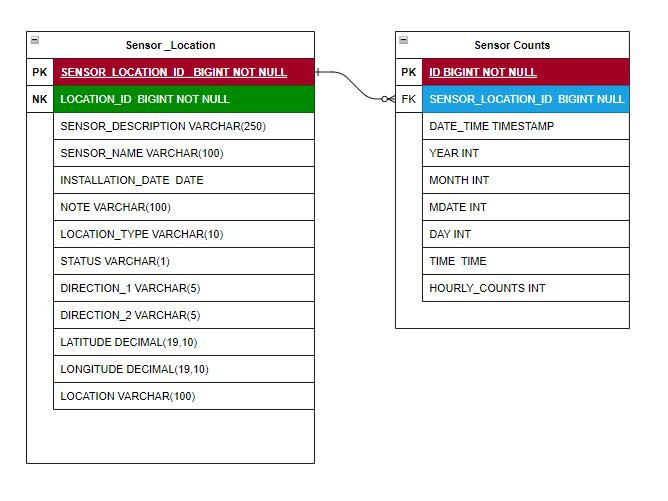 Sensor _Location
PK SENSOR_LOCATION_ID  BIGINT NOT NULL
NK LOCATION_ID  BIGINT NOT NULL
SENSOR_DESCRIPTION VARCHAR(250)
SENSOR_NAME VARCHAR(100)
INSTALLATION_DATE  DATE
NOTE VARCHAR(100)
LOCATION_TYPE VARCHAR(10)
STATUS VARCHAR(1)
DIRECTION_1 VARCHAR(5)
DIRECTION_2 VARCHAR(5)
LATITUDE DECIMAL(19,10)
LONGITUDE DECIMAL(19,10)
LOCATION VARCHAR(100)
Sensor Counts
PK ID BIGINT NOT NULL
FK SENSOR_LOCATION_ID  BIGINT NULL
DATE_TIME TIMESTAMP
YEAR INT
MONTH INT
MDATE INT
DAY INT
TIME  TIME
HOURLY_COUNTS INT